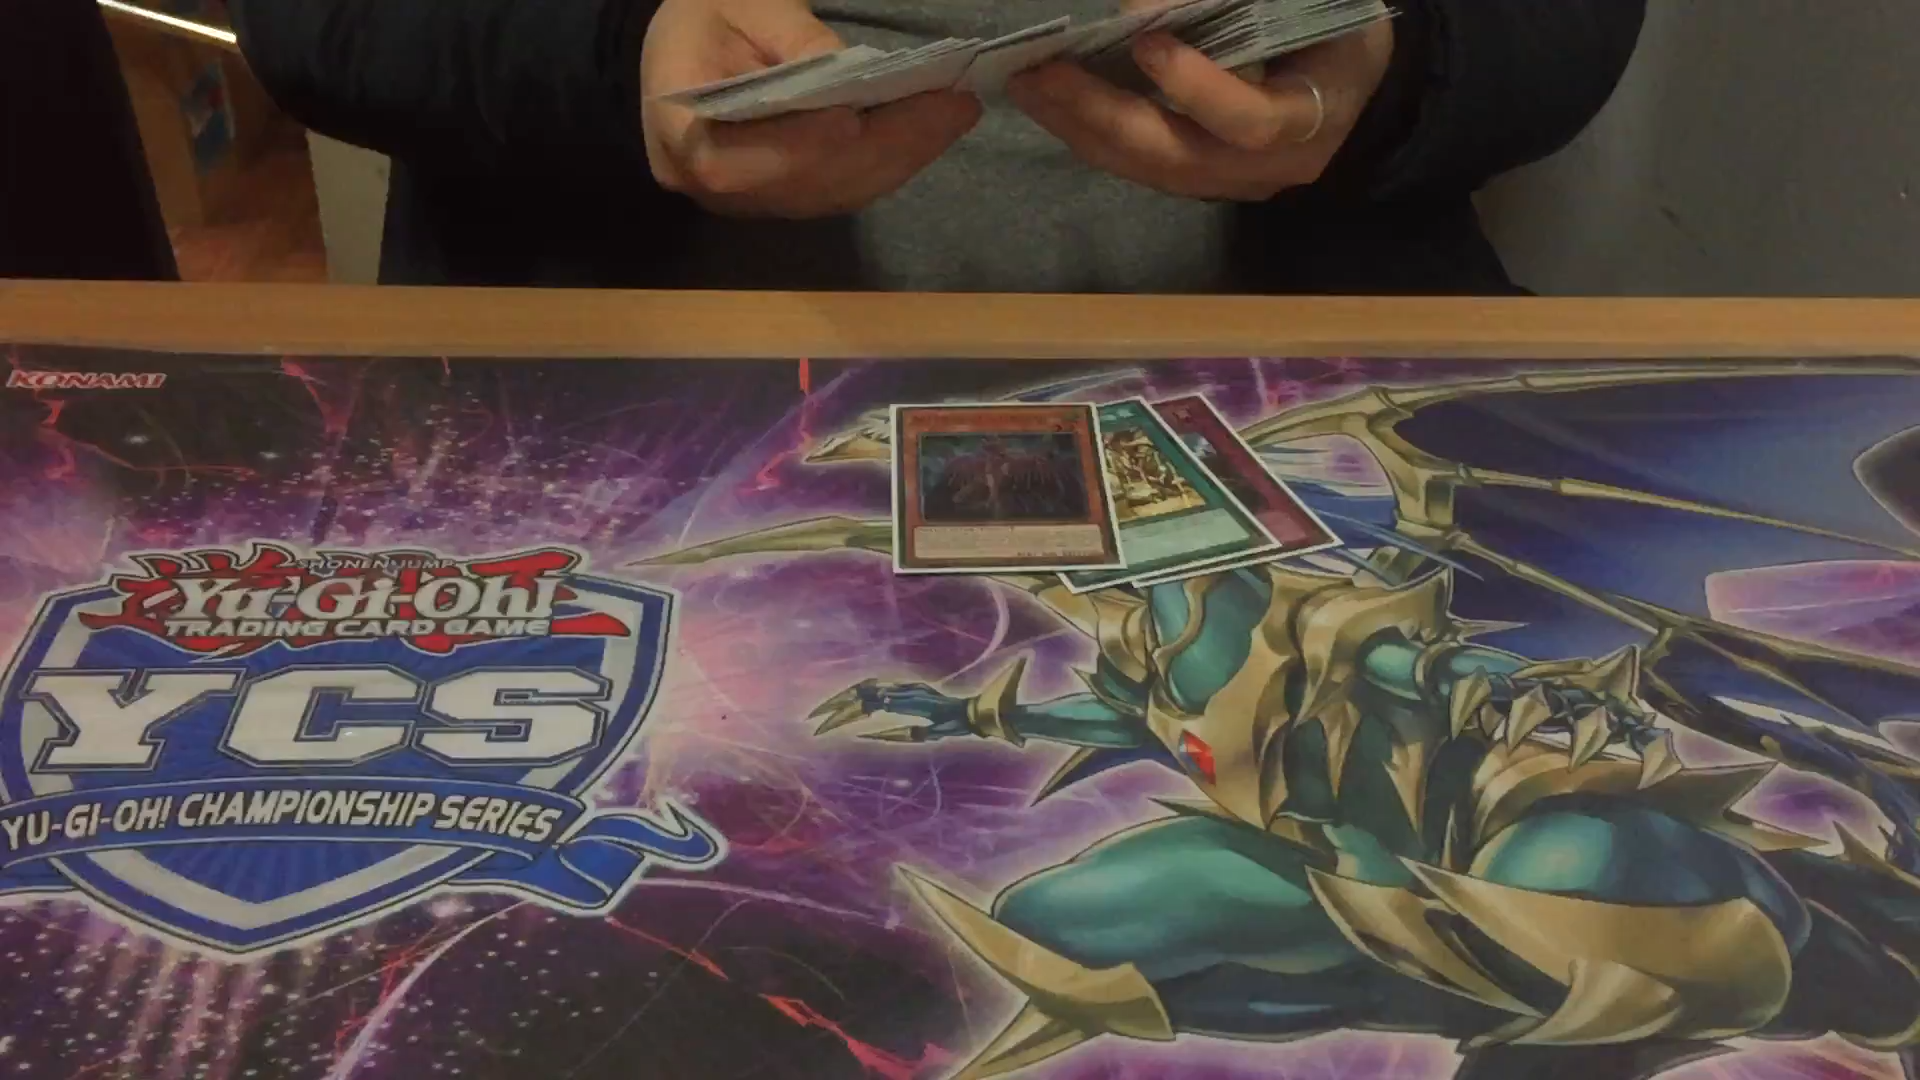 KONAMI
SHONEN JUMP
Yu-Gi-Oh!
TRADING CARD GAME
YCS
YU-GI-OH! CHAMPIONSHIP SERIES